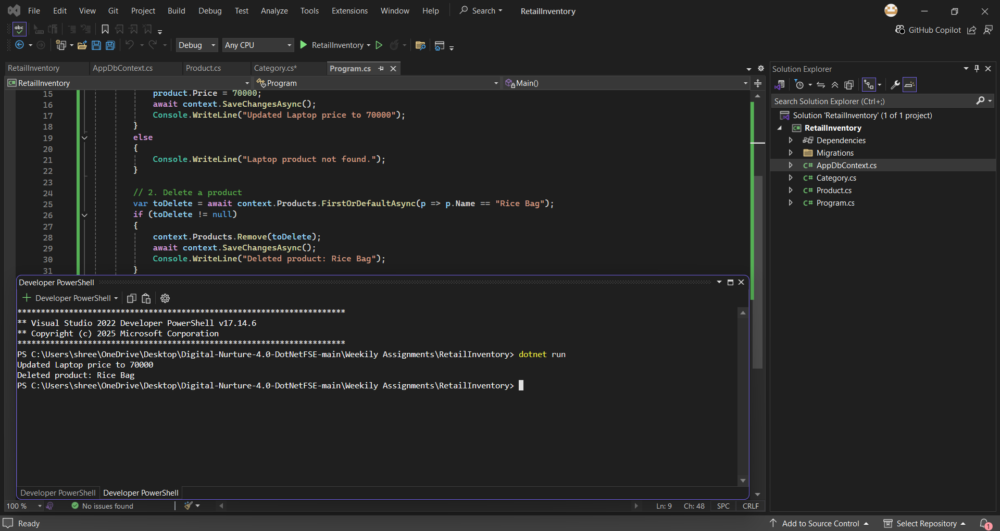 File Edit View Git Project Build Debug Test Analyze Tools Extensions Window Help Search RetailInventory
abc
GitHub Copilot
Debug Any CPU RetailInventory
RetailInventory AppDbContext.cs Product.cs Category.cs* Program.cs
C# RetailInventory Program Main()
15 product.Price = 70000;
16 await context.SaveChangesAsync();
17 Console.WriteLine("Updated Laptop price to 70000");
18 }
19 else
20 {
21 Console.WriteLine("Laptop product not found.");
22 }
23
24 // 2. Delete a product
25 var toDelete = await context.Products.FirstOrDefaultAsync(p => p.Name == "Rice Bag");
26 if (toDelete != null)
27 {
28 context.Products.Remove(toDelete);
29 await context.SaveChangesAsync();
30 Console.WriteLine("Deleted product: Rice Bag");
31 }
Developer PowerShell
Developer PowerShell
**********************************************************************
** Visual Studio 2022 Developer PowerShell v17.14.6
** Copyright (c) 2025 Microsoft Corporation
**********************************************************************
PS C:\Users\shree\OneDrive\Desktop\Digital-Nurture-4.0-DotNetFSE-main\Weekily Assignments\RetailInventory> dotnet run
Updated Laptop price to 70000
Deleted product: Rice Bag
PS C:\Users\shree\OneDrive\Desktop\Digital-Nurture-4.0-DotNetFSE-main\Weekily Assignments\RetailInventory>
Developer PowerShell Developer PowerShell
100 % No issues found Ln: 9 Ch: 48 SPC CRLF
Solution Explorer
Search Solution Explorer (Ctrl+;)
Solution 'RetailInventory' (1 of 1 project)
C# RetailInventory
Dependencies
Migrations
C# AppDbContext.cs
C# Category.cs
C# Product.cs
C# Program.cs
Ready Add to Source Control Select Repository 1